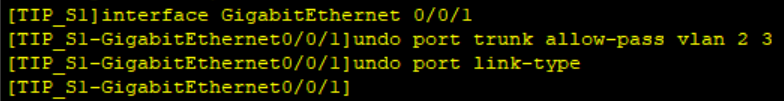 [TIP_S1]interface GigabitEthernet 0/0/1
[TIP_S1-GigabitEthernet0/0/1]undo port trunk allow-pass vlan 2 3
[TIP_S1-GigabitEthernet0/0/1]undo port link-type
[TIP_S1-GigabitEthernet0/0/1]